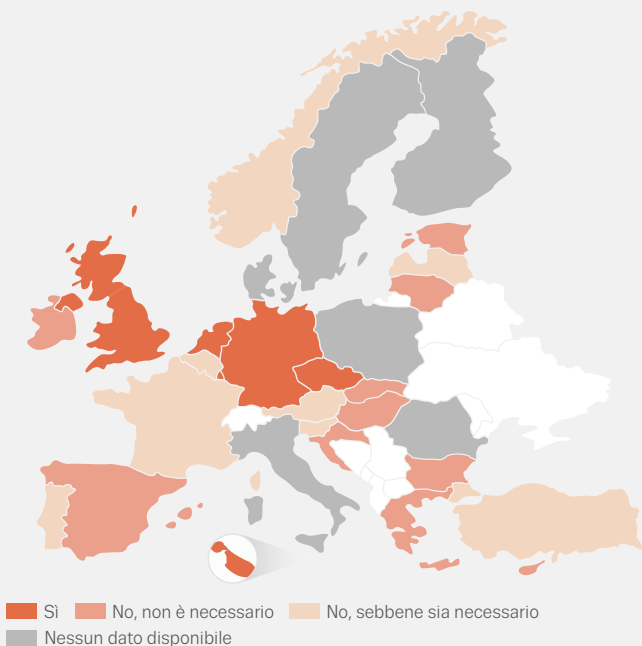 Sì No, non è necessario No, sebbene sia necessario
Nessun dato disponibile